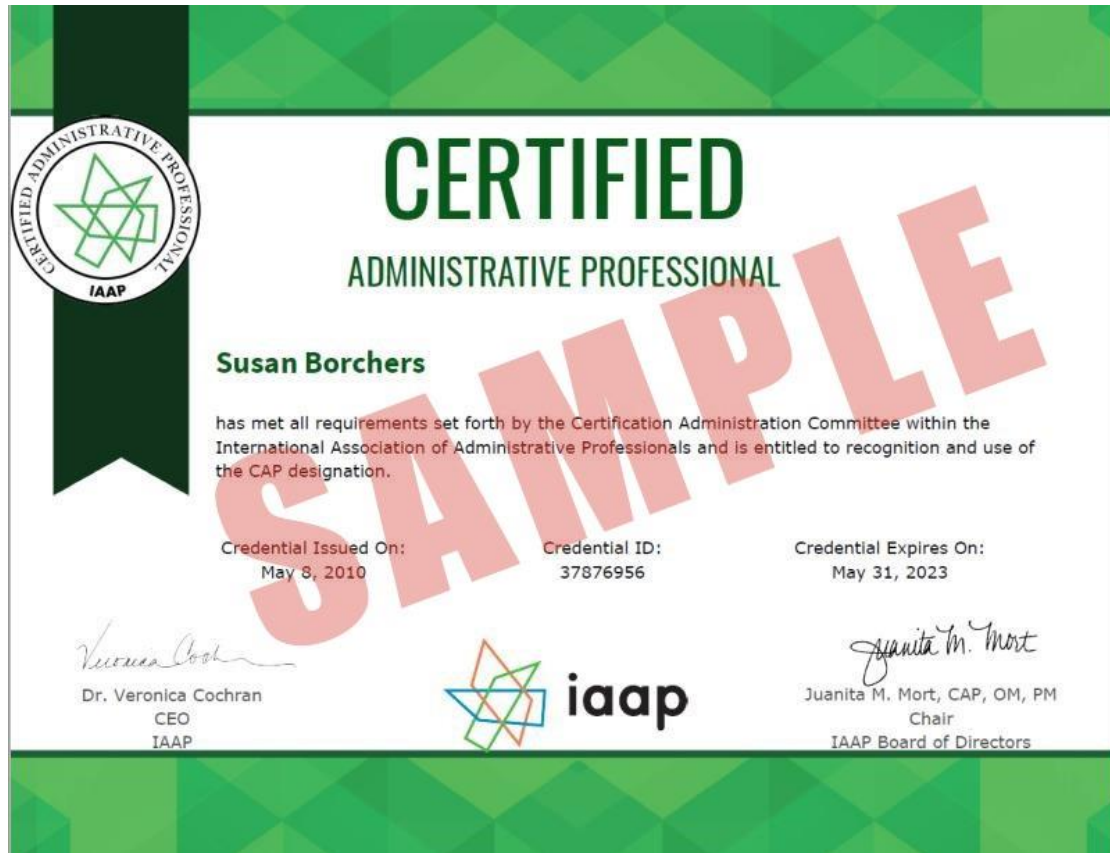 CERTIFIED ADMINISTRATIVE PROFESSIONAL
IAAP
CERTIFIED
ADMINISTRATIVE PROFESSIONAL
Susan Borchers
has met all requirements set forth by the Certification Administration Committee within the
International Association of Administrative Professionals and is entitled to recognition and use of
the CAP designation.
SAMPLE
Credential Issued On:
May 8, 2010
Credential ID:
37876956
Credential Expires On:
May 31, 2023
Veronica Coch
Dr. Veronica Cochran
CEO
IAAP
iaap
Juanita M. Mort
Juanita M. Mort, CAP, OM, PM
Chair
IAAP Board of Directors